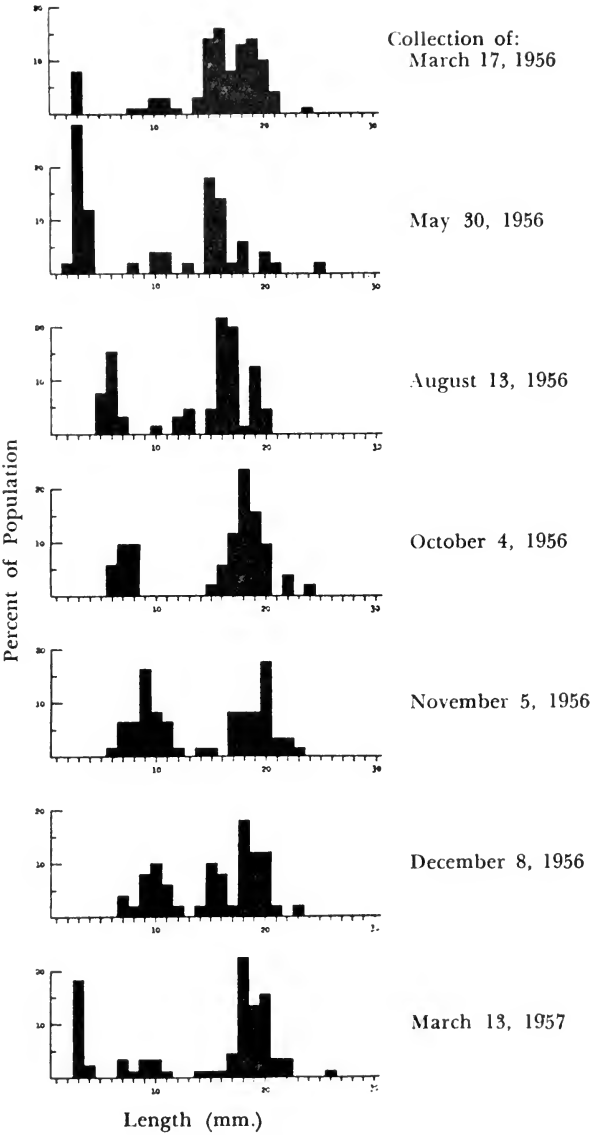 Collection of:
March 17, 1956
20
10
10 20 30
May 30, 1956
20
10
10 20 30
August 13, 1956
20
10
10 20 30
October 4, 1956
20
10
10 20 30
November 5, 1956
20
10
10 20 30
December 8, 1956
20
10
10 20
March 13, 1957
20
10
10 20
Percent of Population
Length (mm.)